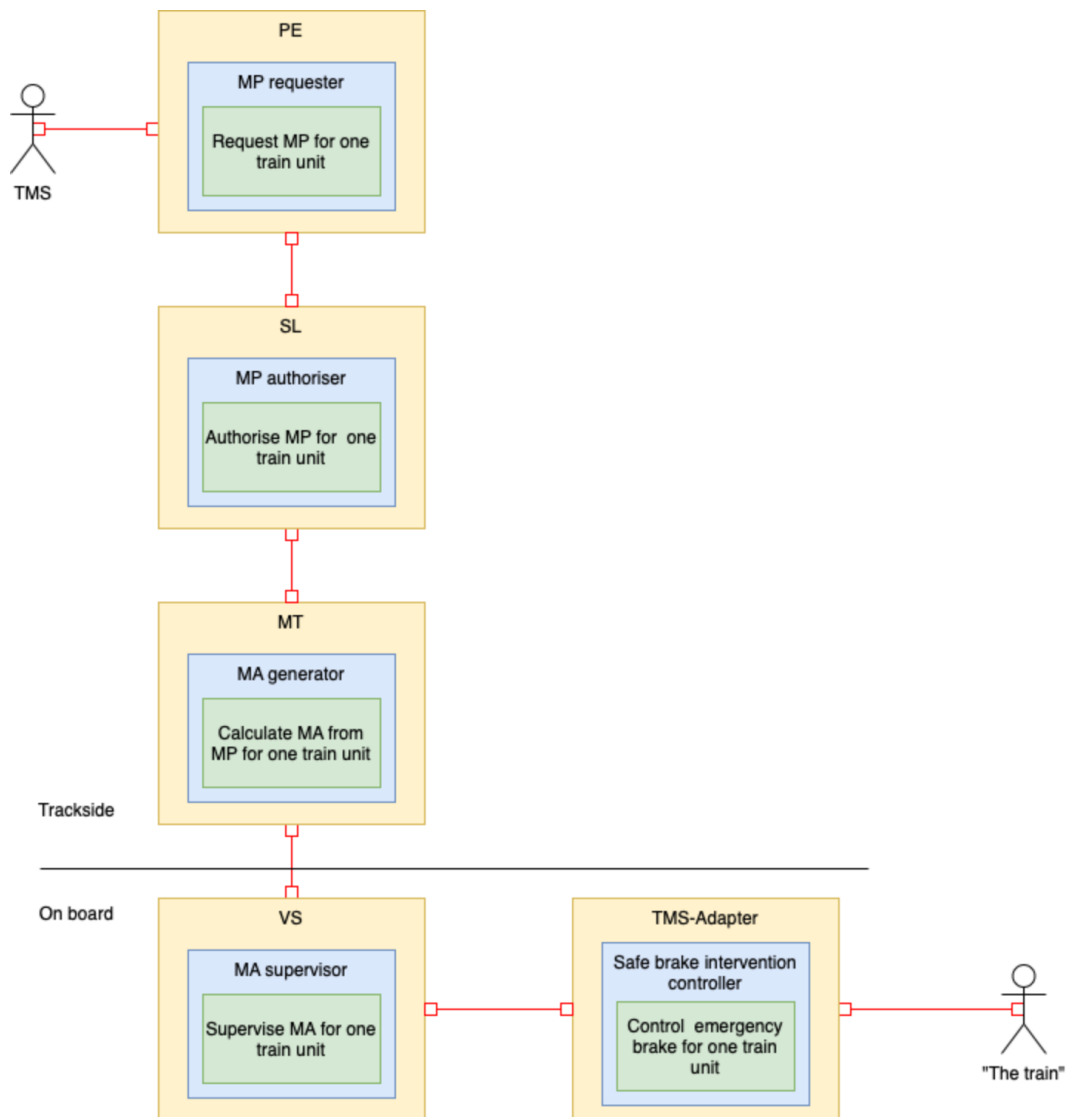 PE
MP requester
Request MP for one
train unit
TMS
SL
MP authoriser
Authorise MP for one
train unit
MT
MA generator
Calculate MA from
MP for one train unit
Trackside
On board
VS
MA supervisor
Supervise MA for one
train unit
TMS-Adapter
Safe brake intervention
controller
Control emergency
brake for one train
unit
"The train"